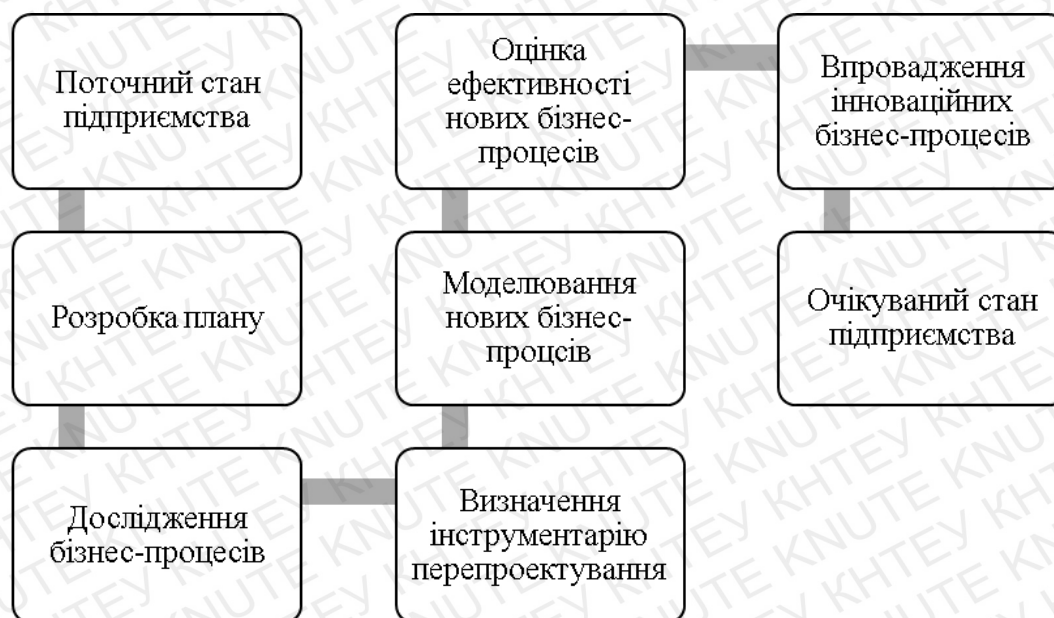 Поточний стан
підприємства
Розробка плану
Дослідження
бізнес-процесів
Визначення
інструментарію
перепроектування
Моделювання
нових бізнес-
процсів
Оцінка
ефективності
нових бізнес-
процесів
Впровадження
інноваційних
бізнес-процесів
Очікуваний стан
підприємства